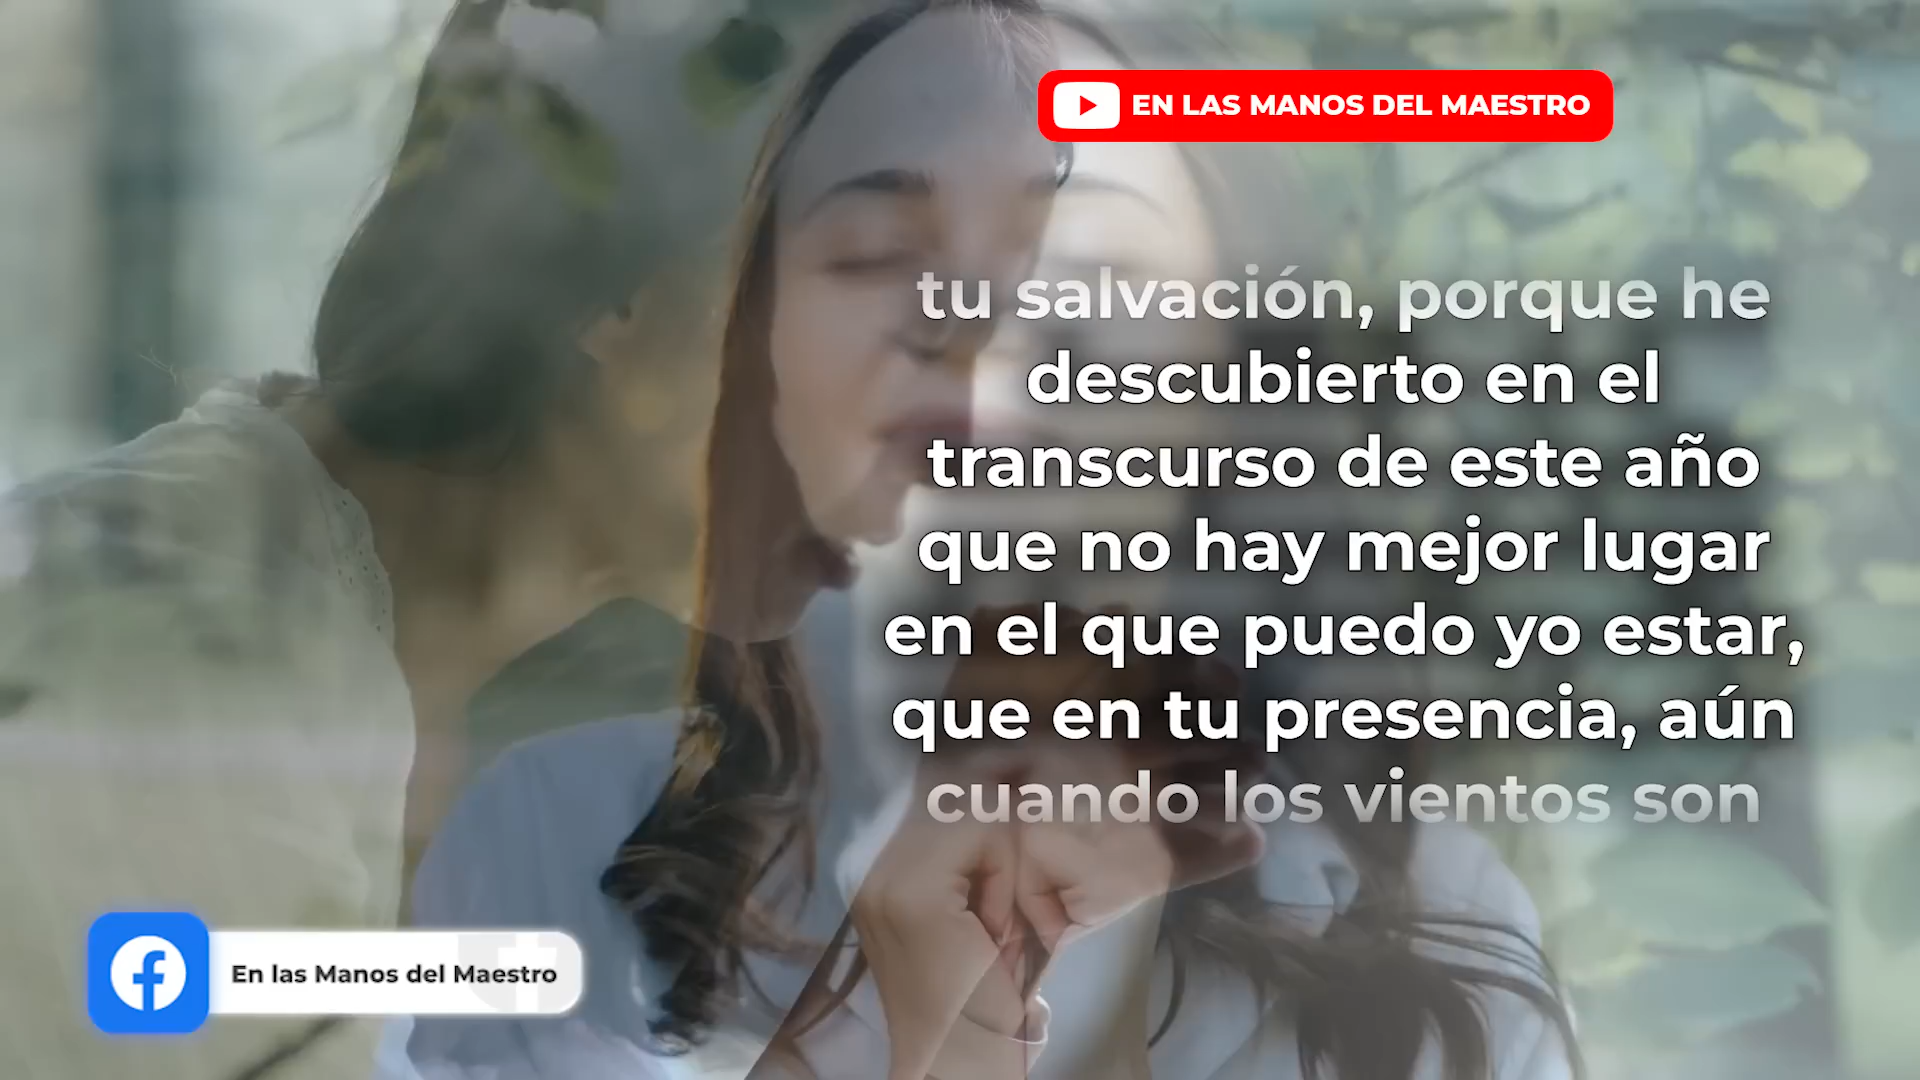 EN LAS MANOS DEL MAESTRO
tu salvación, porque he
descubierto en el
transcurso de este año
que no hay mejor lugar
en el que puedo yo estar,
que en tu presencia, aún
cuando los vientos son
En las Manos del Maestro